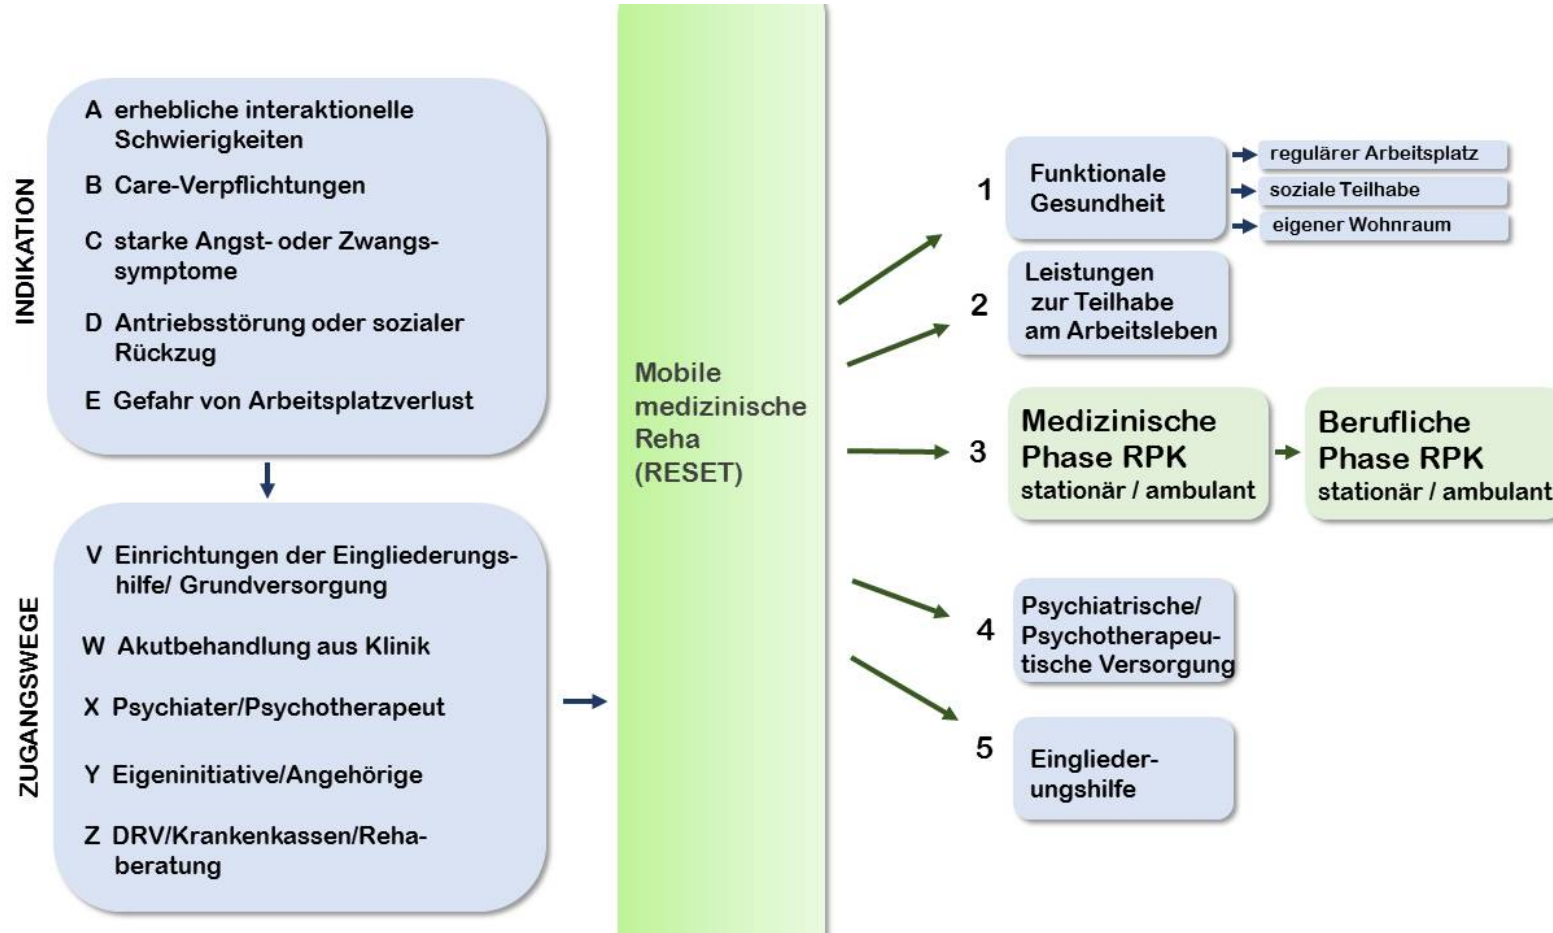 INDIKATION
A erhebliche interaktionelle
Schwierigkeiten
B Care-Verpflichtungen
C starke Angst- oder Zwangs-
symptome
D Antriebsstörung oder sozialer
Rückzug
E Gefahr von Arbeitsplatzverlust
ZUGANGSWEGE
V Einrichtungen der Eingliederungs-
hilfe/ Grundversorgung
W Akutbehandlung aus Klinik
X Psychiater/Psychotherapeut
Y Eigeninitiative/Angehörige
Z DRV/Krankenkassen/Reha-
beratung
Mobile
medizinische
Reha
(RESET)
1
Funktionale
Gesundheit
regulärer Arbeitsplatz
soziale Teilhabe
eigener Wohnraum
2
Leistungen
zur Teilhabe
am Arbeitsleben
3
Medizinische
Phase RPK
stationär / ambulant
Berufliche
Phase RPK
stationär / ambulant
4
Psychiatrische/
Psychotherapeu-
tische Versorgung
5
Einglieder-
ungshilfe